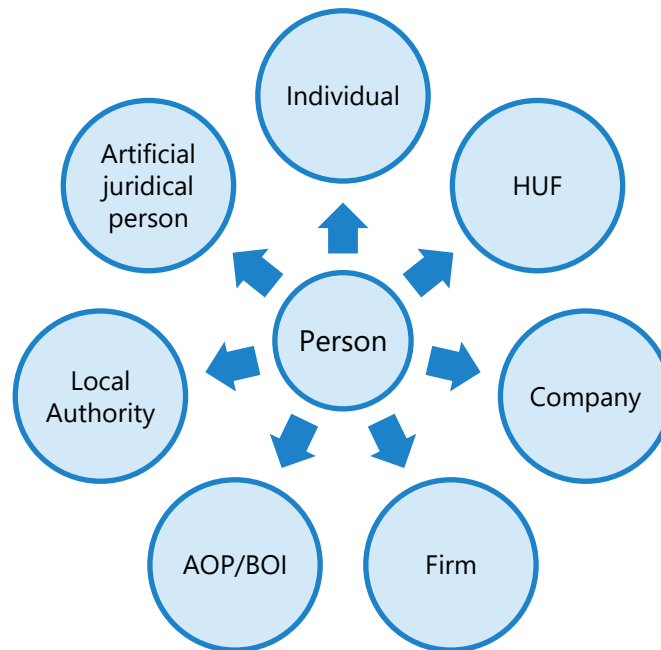 Individual
Artificial
juridical
person
HUF
Person
Local
Authority
Company
AOP/BOI
Firm